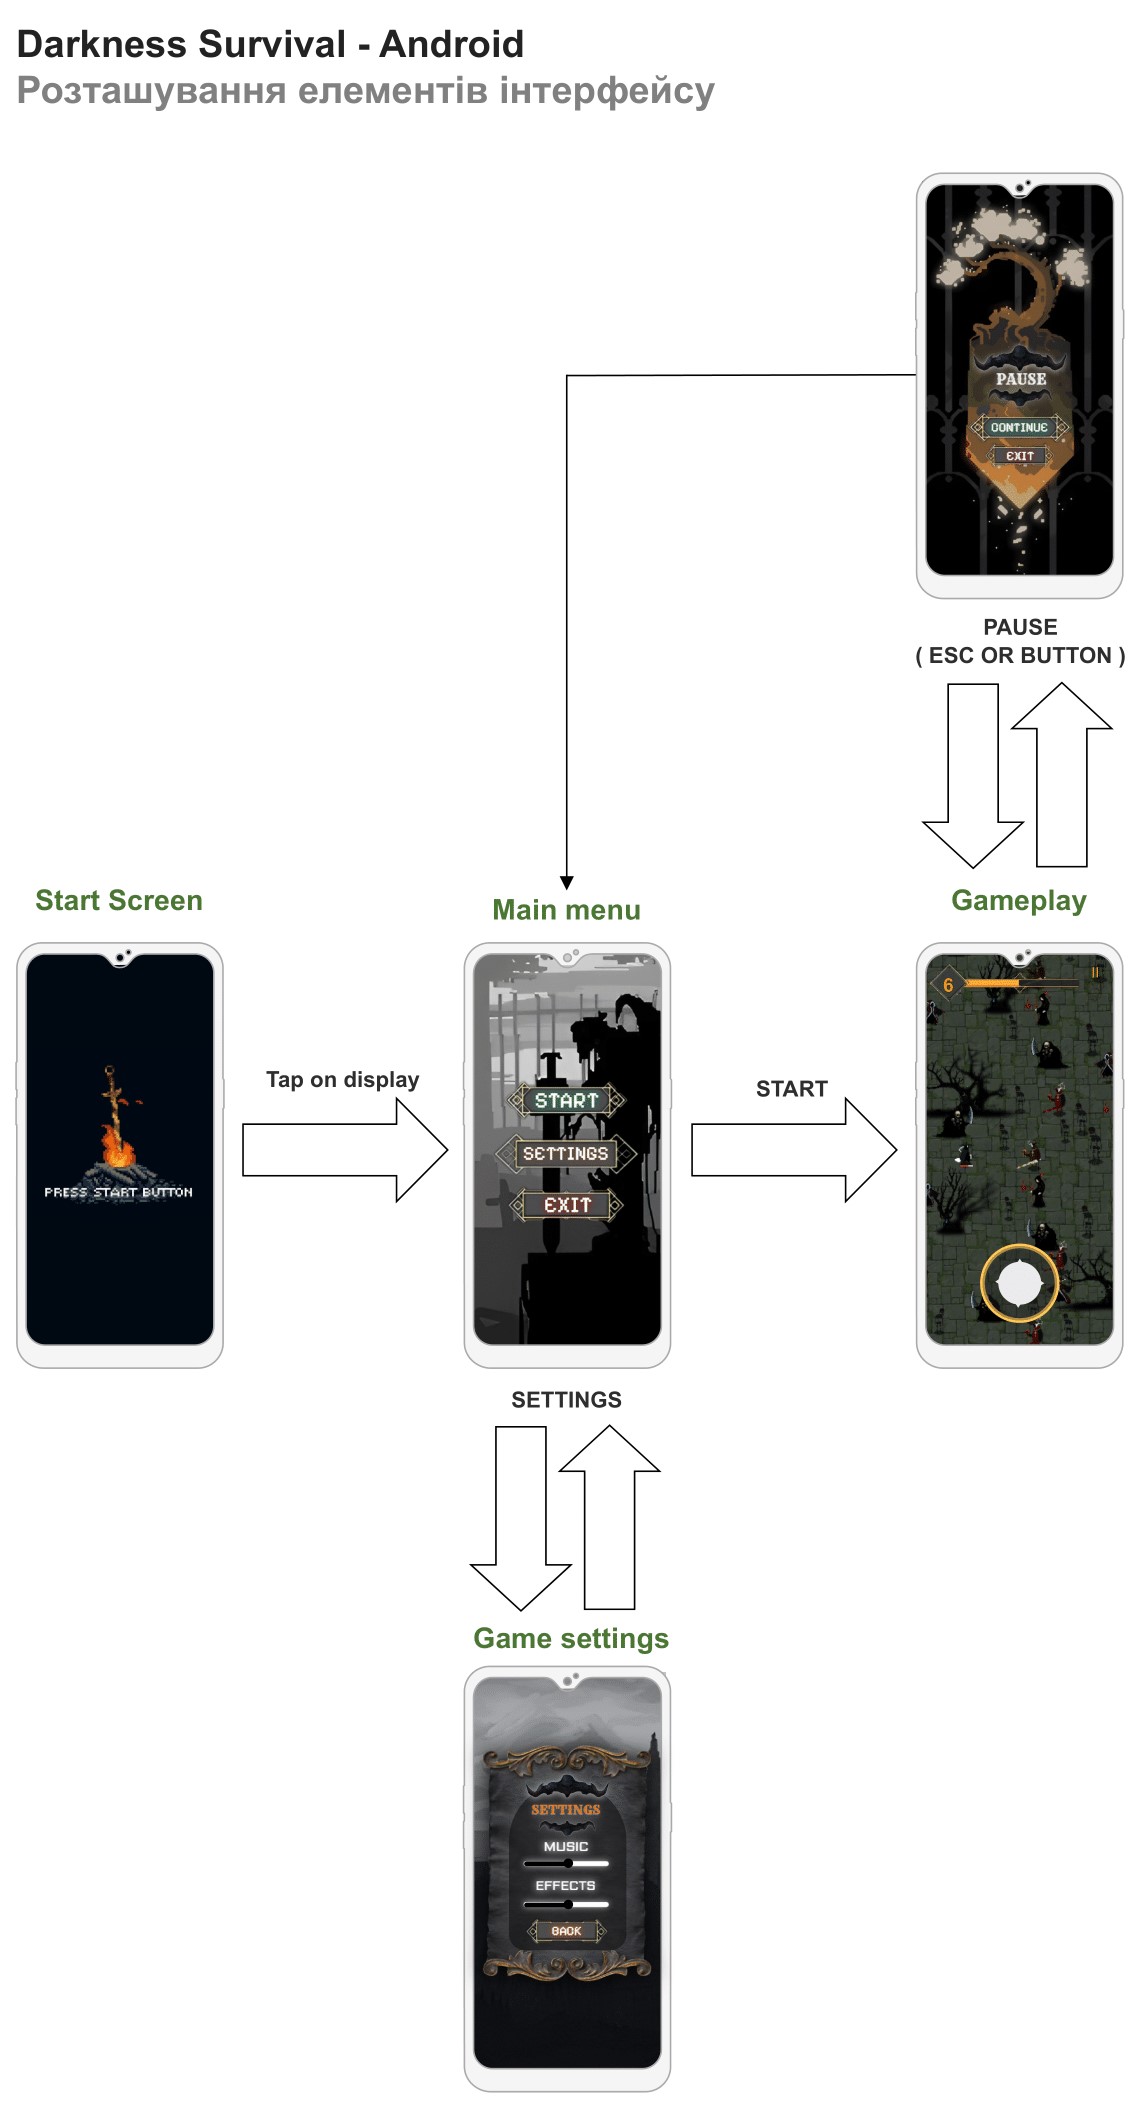 Darkness Survival - Android
Розташування елементів інтерфейсу
PAUSE
CONTINUE
EXIT
PAUSE
( ESC OR BUTTON )
Start Screen
Main menu
Gameplay
PRESS START BUTTON
Tap on display
START
SETTINGS
EXIT
START
6
SETTINGS
Game settings
SETTINGS
MUSIC
EFFECTS
BACK